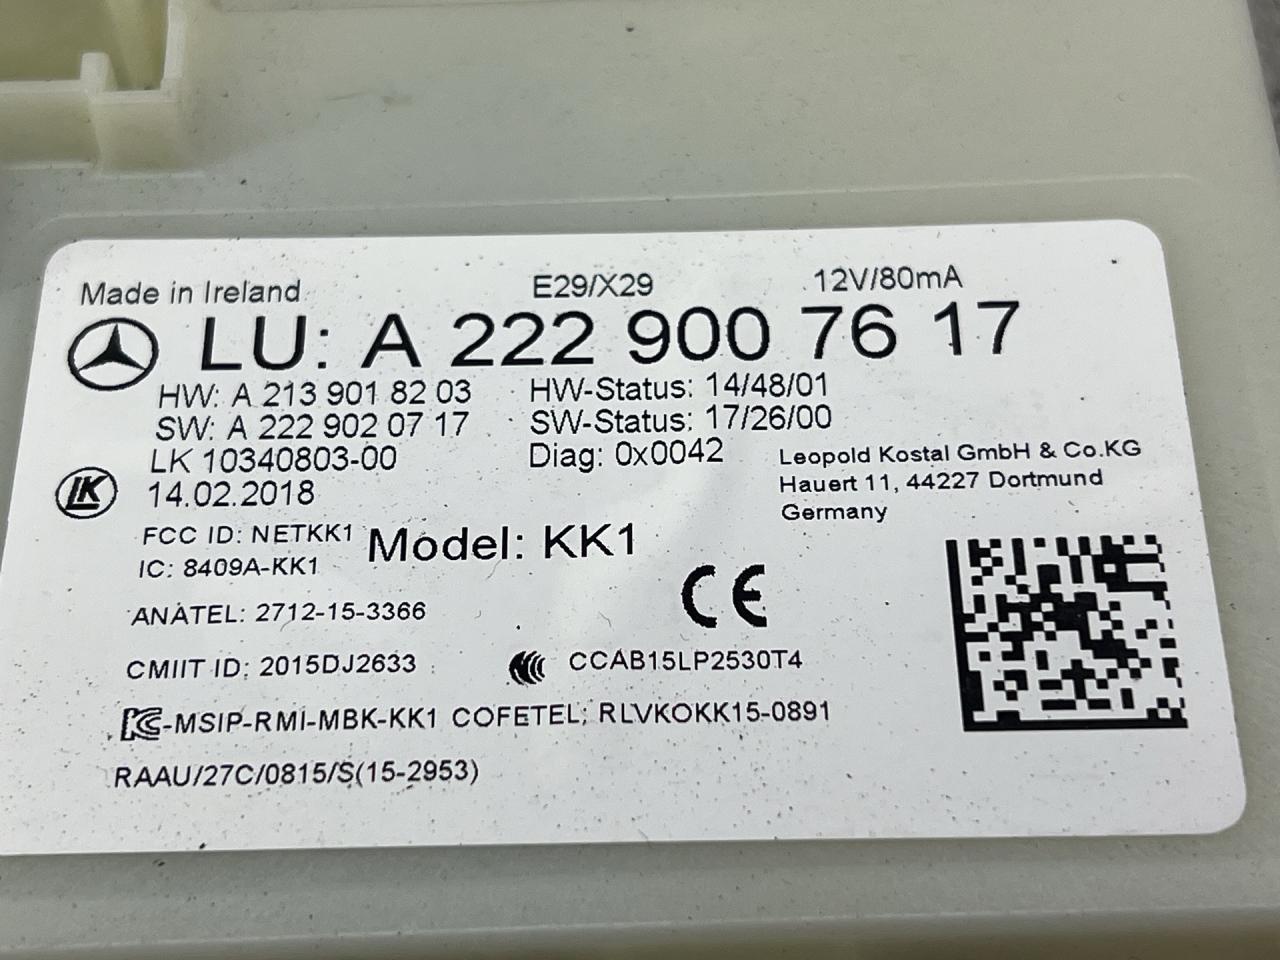 Made in Ireland E29/X29 12V/80mA
LU: A 222 900 76 17
HW: A 213 901 82 03 HW-Status: 14/48/01
SW: A 222 902 07 17 SW-Status: 17/26/00
LK 10340803-00 Diag: 0x0042
LK 14.02.2018
Leopold Kostal GmbH & Co.KG
Hauert 11, 44227 Dortmund
Germany
FCC ID: NETKK1 Model: KK1
IC: 8409A-KK1
CE
ANATEL: 2712-15-3366
CMIIT ID: 2015DJ2633 CCAB15LP2530T4
KC-MSIP-RMI-MBK-KK1 COFETEL: RLVKOKK15-0891
RAAU/27C/0815/S(15-2953)